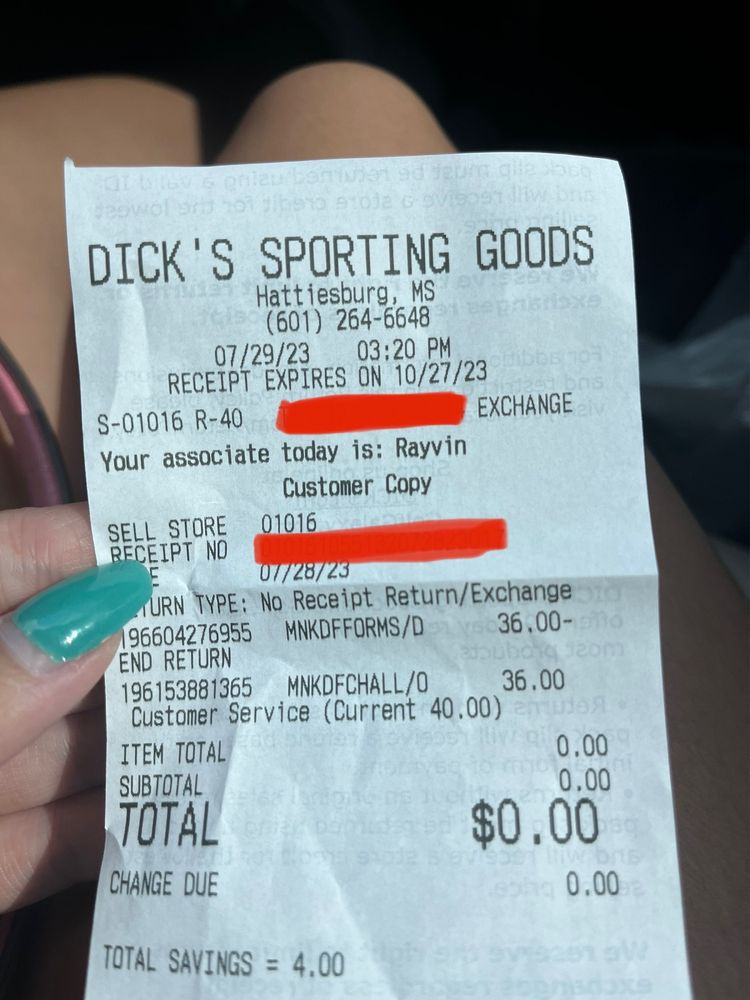 DICK'S SPORTING GOODS
Hattiesburg, MS
(601) 264-6648
07/29/23 03:20 PM
RECEIPT EXPIRES ON 10/27/23
S-01016 R-40 EXCHANGE
Your associate today is: Rayvin
Customer Copy
SELL STORE 01016
RECEIPT NO
07/28/23
TYPE: No Receipt Return/Exchange
196604276955 MNKDFFORMS/D 36.00-
END RETURN
196153881365 MNKDFCHALL/O 36.00
Customer Service (Current 40.00)
ITEM TOTAL 0.00
SUBTOTAL 0.00
TOTAL $0.00
CHANGE DUE 0.00
TOTAL SAVINGS = 4.00